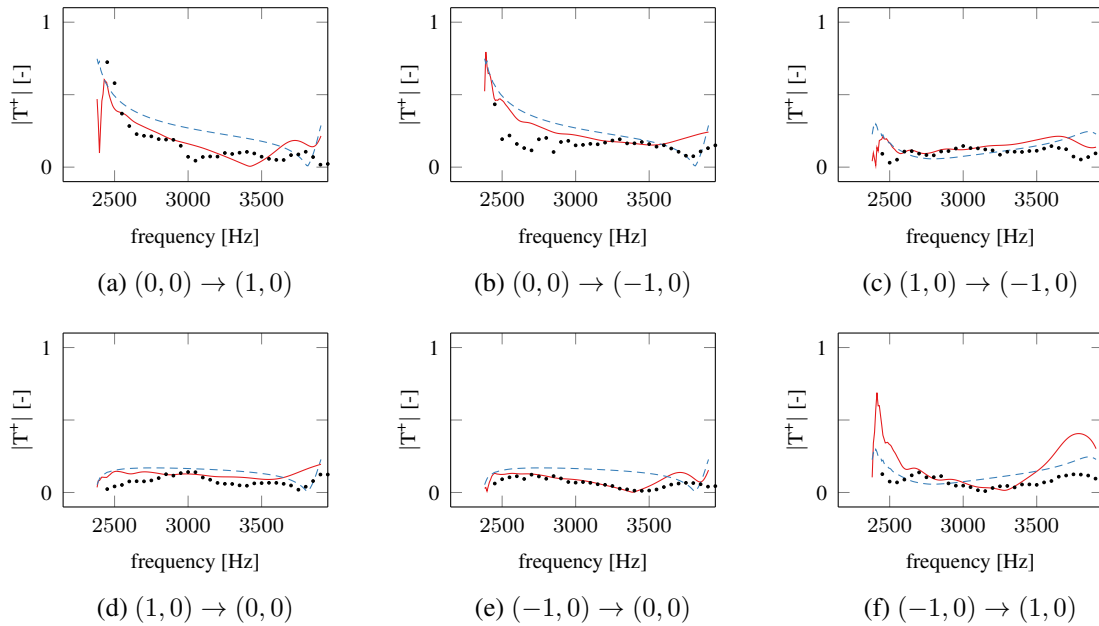 1
0
|T⁺| [-]
2500 3000 3500
frequency [Hz]
(a) (0, 0) → (1, 0)
1
0
|T⁺| [-]
2500 3000 3500
frequency [Hz]
(b) (0, 0) → (−1, 0)
1
0
|T⁺| [-]
2500 3000 3500
frequency [Hz]
(c) (1, 0) → (−1, 0)
1
0
|T⁺| [-]
2500 3000 3500
frequency [Hz]
(d) (1, 0) → (0, 0)
1
0
|T⁺| [-]
2500 3000 3500
frequency [Hz]
(e) (−1, 0) → (0, 0)
1
0
|T⁺| [-]
2500 3000 3500
frequency [Hz]
(f) (−1, 0) → (1, 0)